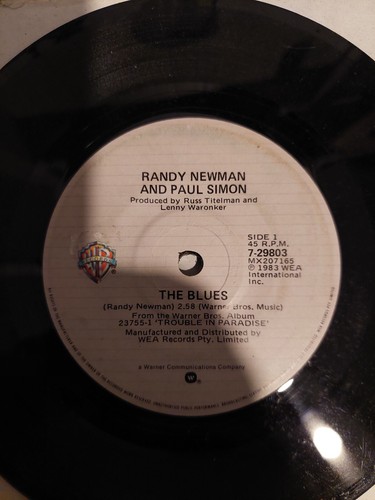 RANDY NEWMAN
AND PAUL SIMON
Produced by Russ Titelman and
Lenny Waronker
SIDE 1
45 R.P.M.
7-29803
MX207165
℗ 1983 WEA
International
Inc.
THE BLUES
(Randy Newman) 2.58 (Warner Bros. Music)
From the Warner Bros. Album
23755-1 "TROUBLE IN PARADISE"
Manufactured and Distributed by
WEA Records Pty. Limited
a Warner Communications Company